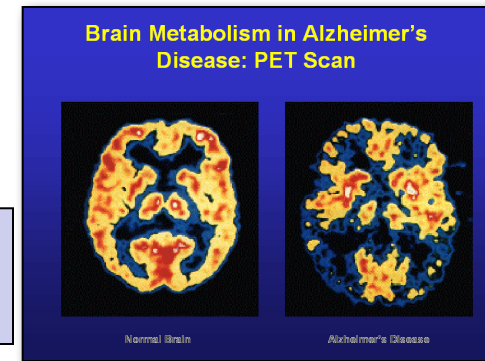 Brain Metabolism in Alzheimer's
Disease: PET Scan
Normal Brain
Alzheimer's Disease